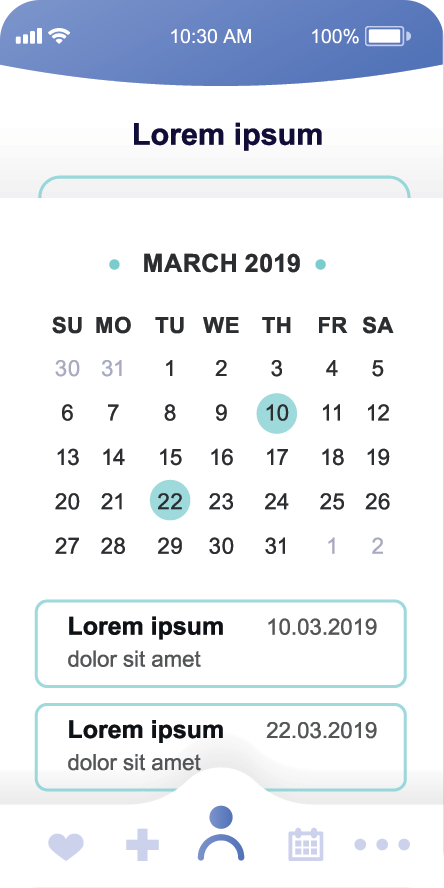 10:30 AM 100%
Lorem ipsum
MARCH 2019
SU MO TU WE TH FR SA
30 31 1 2 3 4 5
6 7 8 9 10 11 12
13 14 15 16 17 18 19
20 21 22 23 24 25 26
27 28 29 30 31 1 2
Lorem ipsum 10.03.2019
dolor sit amet
Lorem ipsum 22.03.2019
dolor sit amet